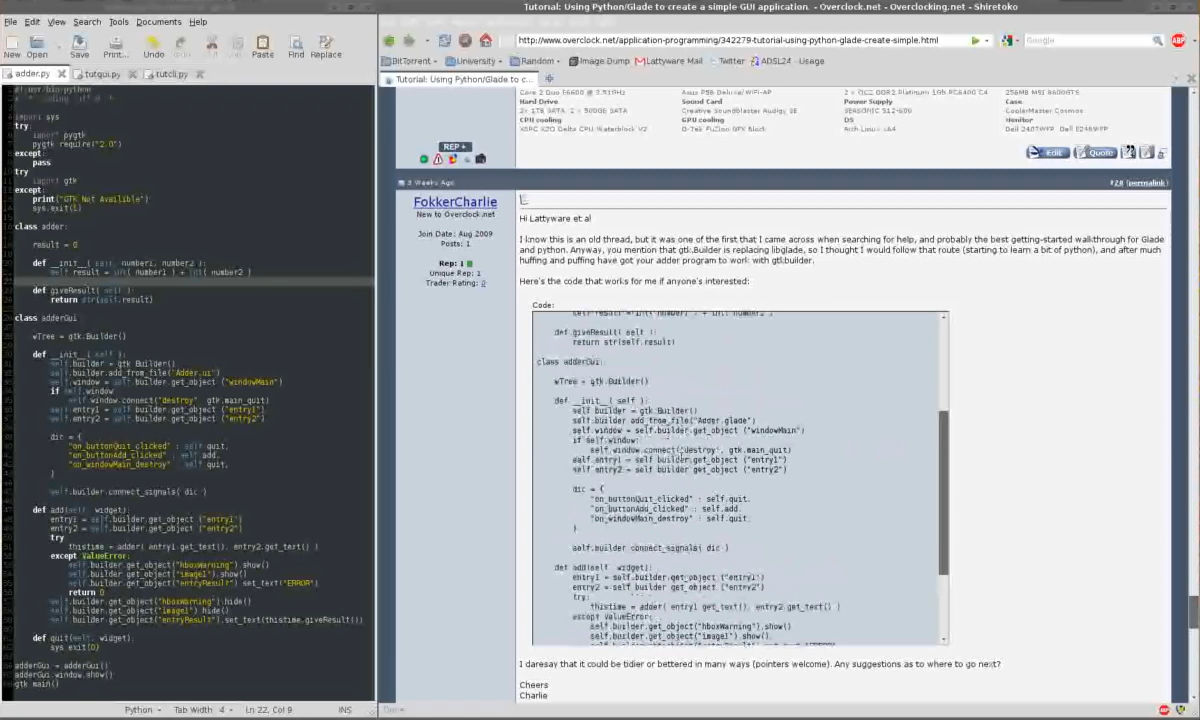 Tutorial: Using Python/Glade to create a simple GUI application. - Overclock.net - Overclocking.net - Shiretoko
File Edit View Search Tools Documents Help
New Open Save Print... Undo Redo Cut Copy Paste Find Replace
adder.py tutgui.py tutcli.py
import sys
try:
import pygtk
pygtk require("2.0")
except:
pass
try
import gtk
except:
print("GTK Not Availible")
sys.exit(1)
class adder:
result = 0
def __init__( self, number1, number2 ):
self result = int( number1 ) + int( number2 )
def giveResult( self ):
return str(self.result)
class adderGui:
wTree = gtk.Builder()
def __init__( self ):
self.builder = gtk Builder()
self.builder.add_from_file("Adder.ui")
self.window = self.builder.get_object ("windowMain")
if self.window
self.window.connect("destroy" gtk.main_quit)
self.entry1 = self.builder.get_object ("entry1")
self.entry2 = self.builder.get_object ("entry2")
dic = {
"on_buttonQuit_clicked" : self quit,
"on_buttonAdd_clicked" : self add,
"on_windowMain_destroy" : self quit,
}
self.builder.connect_signals( dic )
def add(self, widget):
entry1 = self.builder.get_object ("entry1")
entry2 = self.builder.get_object ("entry2")
try
thistime = adder( entry1.get_text(), entry2.get_text() )
except ValueError:
self.builder.get_object("hboxWarning").show()
self.builder.get_object("image1").show()
self.builder.get_object("entryResult") set_text("ERROR")
return 0
self.builder.get_object("hboxWarning") hide()
self.builder.get_object("image1") hide()
self.builder.get_object("entryResult").set_text(thistime.giveResult())
def quit(self, widget):
sys exit(0)
adderGui = adderGui()
adderGui window.show()
gtk main()
Python Tab Width 4 Ln 22, Col 9 INS
http://www.overclock.net/application-programming/342279-tutorial-using-python-glade-create-simple.html
Google
BitTorrent University Random Image Dump Lattyware Mail Twitter ADSL24 - Usage
Tutorial: Using Python/Glade to c...
Hard Drive Sound Card Power Supply Case
CPU cooling GPU cooling OS Monitor
REP+
Edit Quote
3 Weeks Ago #28 (permalink)
FokkerCharlie
New to Overclock.net
Join Date: Aug 2009
Posts: 1
Rep: 1
Unique Rep: 1
Trader Rating: 0
Hi Lattyware et al
I know this is an old thread, but it was one of the first that I came across when searching for help, and probably the best getting-started walkthrough for Glade
and python. Anyway, you mention that gtk.Builder is replacing libglade, so I thought I would follow that route (starting to learn a bit of python), and after much
huffing and puffing have got your adder program to work with gtkbuilder.
Here's the code that works for me if anyone's interested:
Code:
self result = int( number1 ) + int( number2 )
def giveResult( self ):
return str(self.result)
class adderGui:
wTree = gtk.Builder()
def __init__( self ):
self builder = gtk.Builder()
self.builder add_from_file("Adder.glade")
self.window = self.builder.get_object ("windowMain")
if self.window:
self.window.connect("destroy", gtk.main_quit)
self entry1 = self builder.get_object ("entry1")
self entry2 = self.builder.get_object ("entry2")
dic = {
"on_buttonQuit_clicked" : self.quit,
"on_buttonAdd_clicked" : self.add,
"on_windowMain_destroy" : self.quit,
}
self.builder connect_signals( dic )
def add(self widget):
entry1 = self.builder.get_object ("entry1")
entry2 = self builder.get_object ("entry2")
try:
thistime = adder( entry1 get_text(), entry2 get_text() )
except ValueError:
self.builder.get_object("hboxWarning").show()
self.builder.get_object("image1").show()
I daresay that it could be tidier or bettered in many ways (pointers welcome). Any suggestions as to where to go next?
Cheers
Charlie